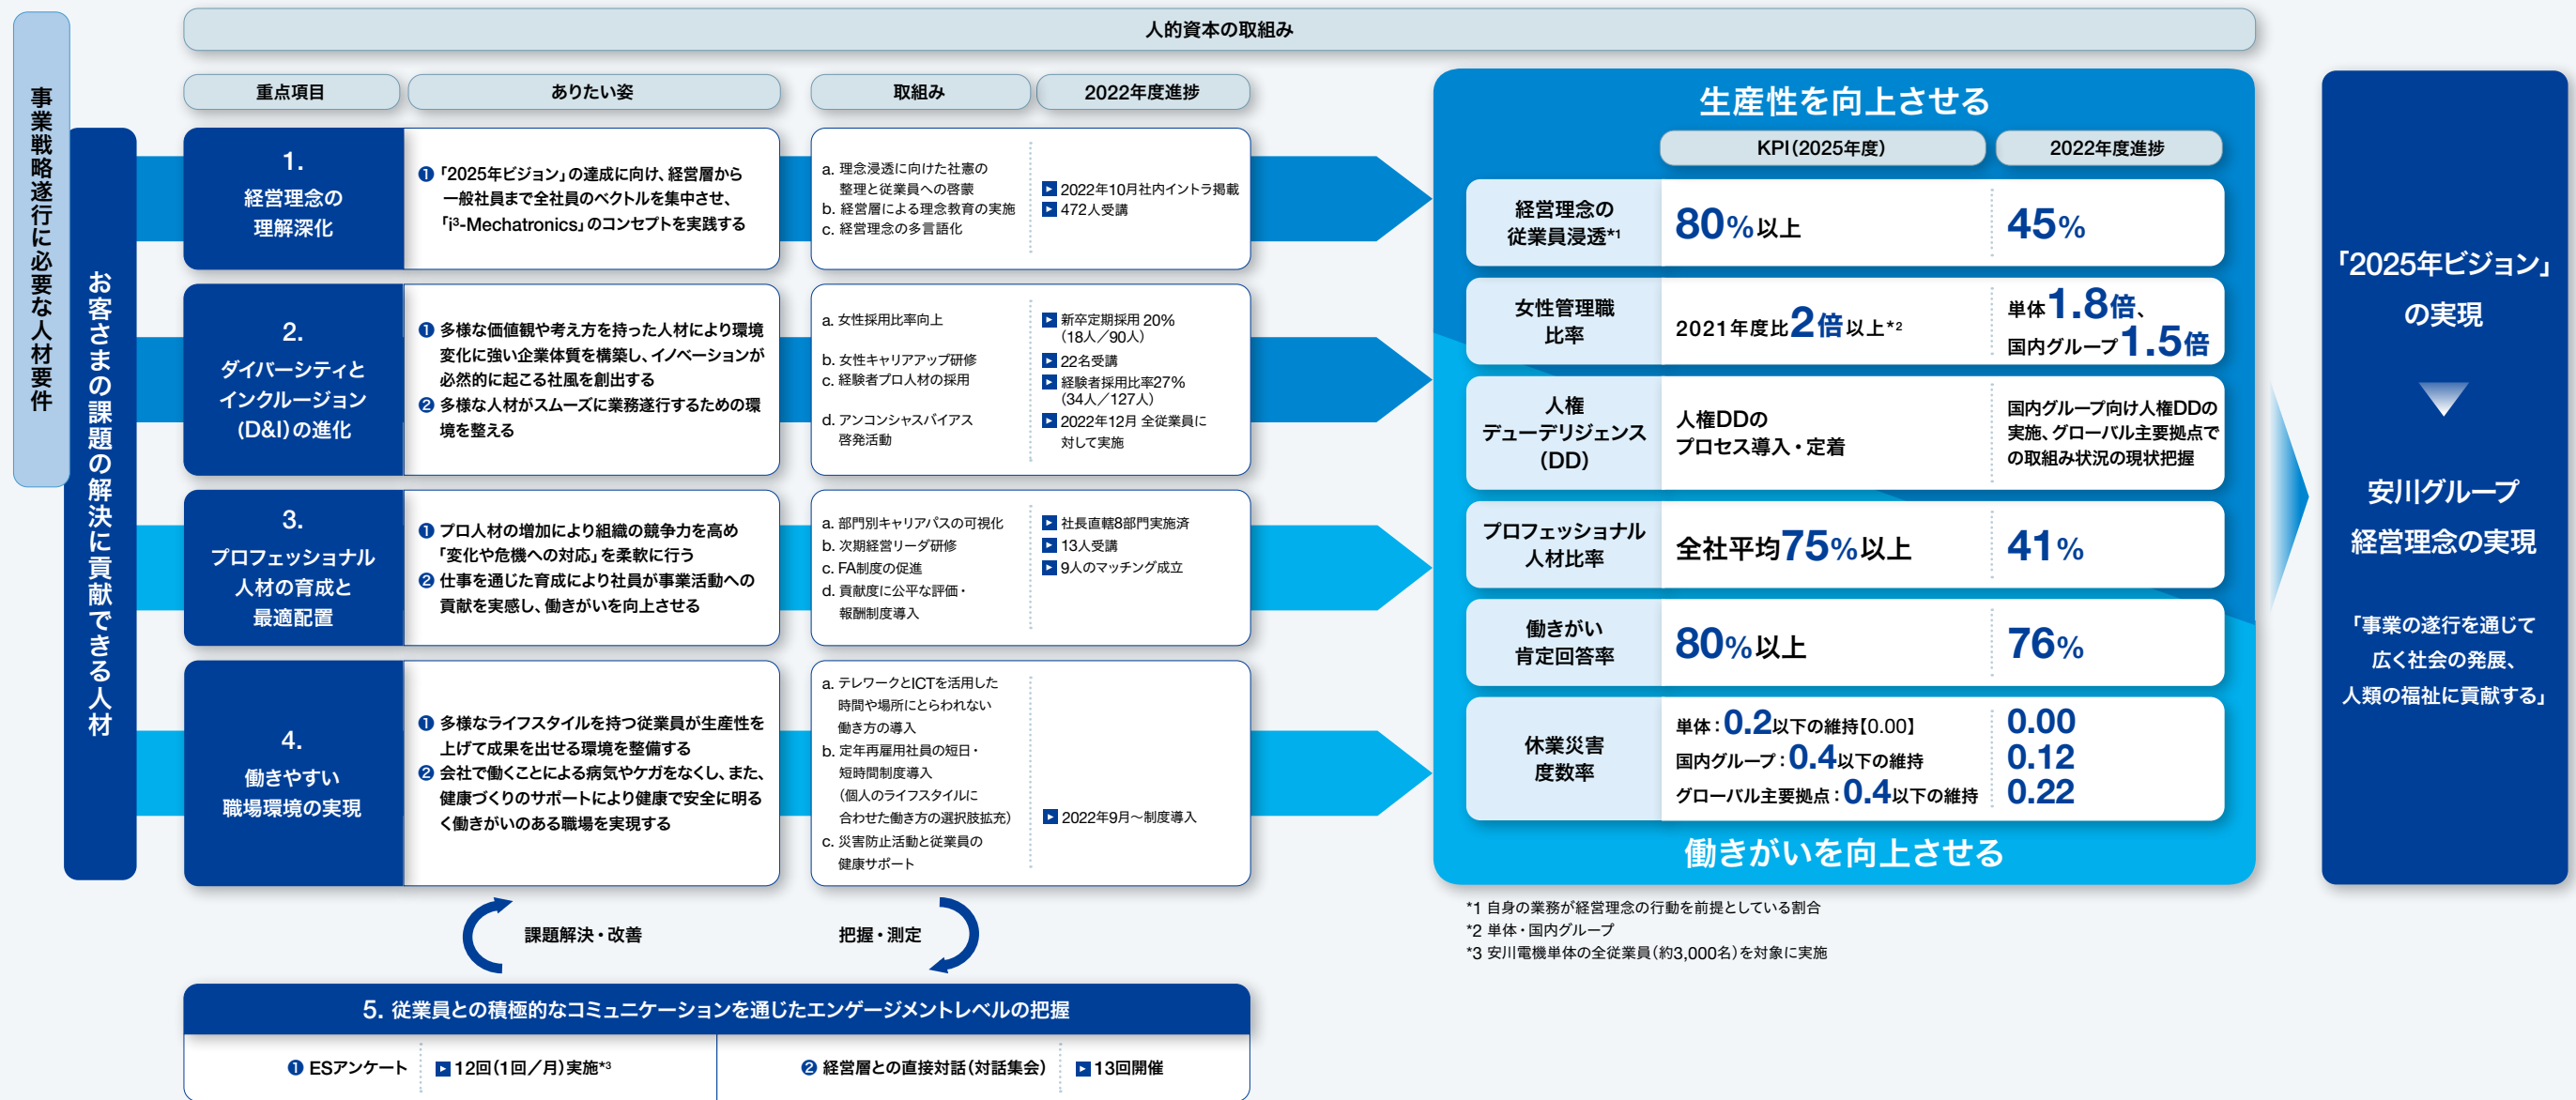 人的資本の取組み
事業戦略遂行に必要な人材要件
お客さまの課題の解決に貢献できる人材
重点項目
ありたい姿
取組み
2022年度進捗
1.
経営理念の
理解深化
❶「2025年ビジョン」の達成に向け、経営層から
一般社員まで全社員のベクトルを集中させ、
「i³-Mechatronics」のコンセプトを実践する
a. 理念浸透に向けた社憲の
整理と従業員への啓蒙
b. 経営層による理念教育の実施
c. 経営理念の多言語化
2022年10月社内イントラ掲載
472人受講
2.
ダイバーシティと
インクルージョン
(D&I)の進化
❶ 多様な価値観や考え方を持った人材により環境
変化に強い企業体質を構築し、イノベーションが
必然的に起こる社風を創出する
❷ 多様な人材がスムーズに業務遂行するための環
境を整える
a. 女性採用比率向上
b. 女性キャリアアップ研修
c. 経験者プロ人材の採用
d. アンコンシャスバイアス
啓発活動
新卒定期採用 20%
(18人／90人)
22名受講
経験者採用比率27%
(34人／127人)
2022年12月 全従業員に
対して実施
3.
プロフェッショナル
人材の育成と
最適配置
❶ プロ人材の増加により組織の競争力を高め
「変化や危機への対応」を柔軟に行う
❷ 仕事を通じた育成により社員が事業活動への
貢献を実感し、働きがいを向上させる
a. 部門別キャリアパスの可視化
b. 次期経営リーダ研修
c. FA制度の促進
d. 貢献度に公平な評価・
報酬制度導入
社長直轄8部門実施済
13人受講
9人のマッチング成立
4.
働きやすい
職場環境の実現
❶ 多様なライフスタイルを持つ従業員が生産性を
上げて成果を出せる環境を整備する
❷ 会社で働くことによる病気やケガをなくし、また、
健康づくりのサポートにより健康で安全に明る
く働きがいのある職場を実現する
a. テレワークとICTを活用した
時間や場所にとらわれない
働き方の導入
b. 定年再雇用社員の短日・
短時間制度導入
(個人のライフスタイルに
合わせた働き方の選択肢拡充)
c. 災害防止活動と従業員の
健康サポート
2022年9月～制度導入
課題解決・改善
把握・測定
5. 従業員との積極的なコミュニケーションを通じたエンゲージメントレベルの把握
❶ ESアンケート
12回(1回／月)実施*3
❷ 経営層との直接対話(対話集会)
13回開催
生産性を向上させる
KPI(2025年度)
2022年度進捗
経営理念の
従業員浸透*1
80%以上
45%
女性管理職
比率
2021年度比2倍以上*2
単体1.8倍、
国内グループ1.5倍
人権
デューデリジェンス
(DD)
人権DDの
プロセス導入・定着
国内グループ向け人権DDの
実施、グローバル主要拠点で
の取組み状況の現状把握
プロフェッショナル
人材比率
全社平均75%以上
41%
働きがい
肯定回答率
80%以上
76%
休業災害
度数率
単体：0.2以下の維持【0.00】
国内グループ：0.4以下の維持
グローバル主要拠点：0.4以下の維持
0.00
0.12
0.22
働きがいを向上させる
*1 自身の業務が経営理念の行動を前提としている割合
*2 単体・国内グループ
*3 安川電機単体の全従業員(約3,000名)を対象に実施
「2025年ビジョン」
の実現
安川グループ
経営理念の実現
「事業の遂行を通じて
広く社会の発展、
人類の福祉に貢献する」